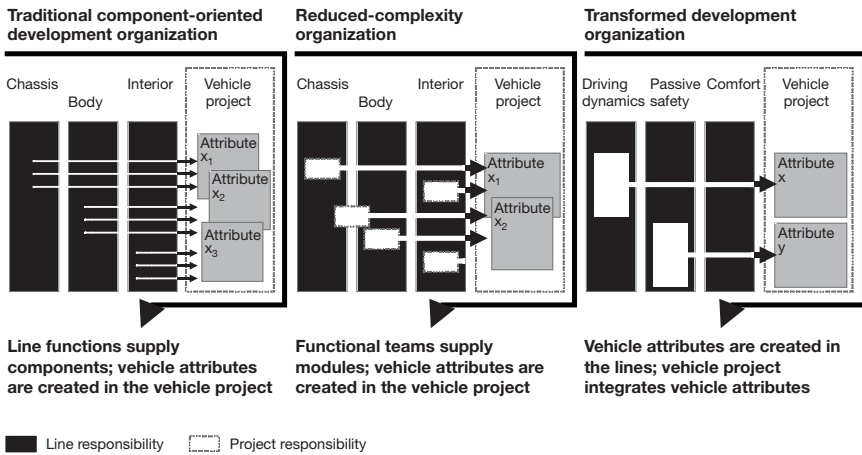 Traditional component-oriented
development organization
Chassis
Body
Interior
Vehicle
project
Attribute
x1
Attribute
x2
Attribute
x3
Line functions supply
components; vehicle attributes
are created in the vehicle project
Reduced-complexity
organization
Chassis
Body
Interior
Vehicle
project
Attribute
x1
Attribute
x2
Functional teams supply
modules; vehicle attributes are
created in the vehicle project
Transformed development
organization
Driving
dynamics
Passive
safety
Comfort
Vehicle
project
Attribute
x
Attribute
y
Vehicle attributes are created in
the lines; vehicle project
integrates vehicle attributes
Line responsibility
Project responsibility